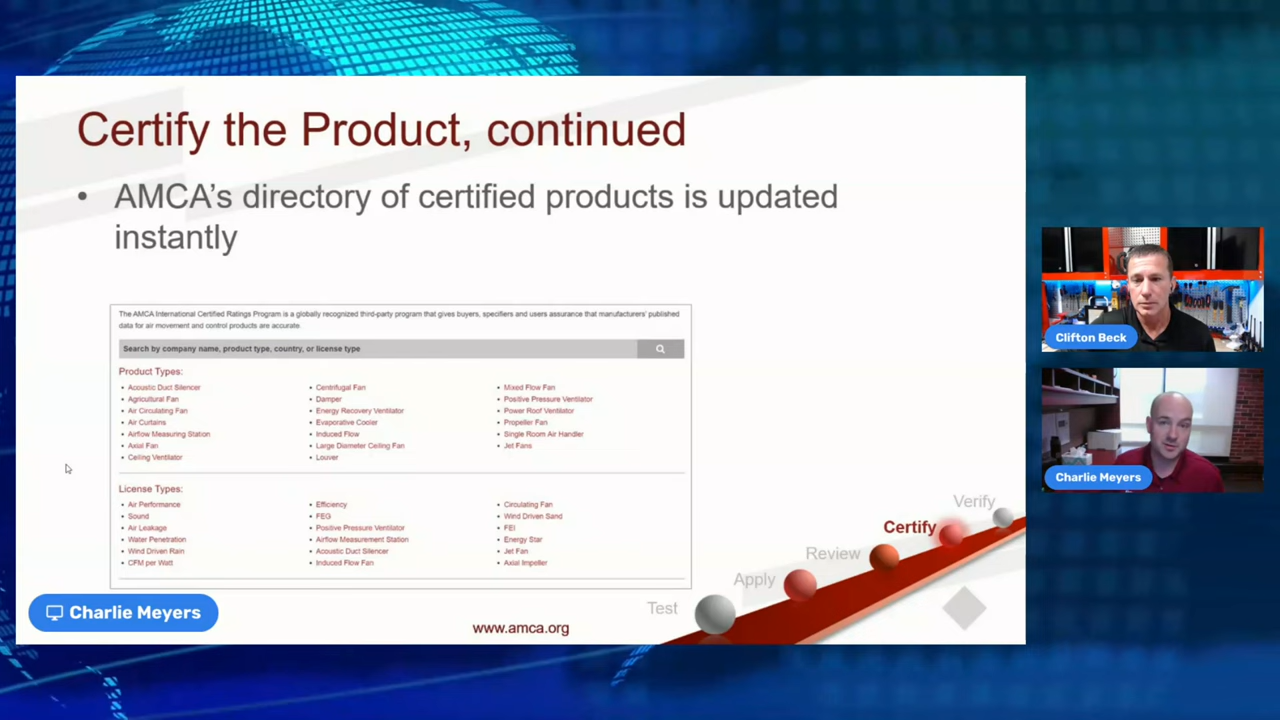 Certify the Product, continued
• AMCA's directory of certified products is updated
instantly
The AMCA International Certified Ratings Program is a globally recognized third-party program that gives buyers, specifiers and users assurance that manufacturers' published
data for air movement and control products are accurate.
Search by company name, product type, country, or license type
Product Types:
• Acoustic Duct Silencer
• Agricultural Fan
• Air Circulating Fan
• Air Curtains
• Airflow Measuring Station
• Axial Fan
• Ceiling Ventilator
• Centrifugal Fan
• Damper
• Energy Recovery Ventilator
• Evaporative Cooler
• Induced Flow
• Large Diameter Ceiling Fan
• Louver
• Mixed Flow Fan
• Positive Pressure Ventilator
• Power Roof Ventilator
• Propeller Fan
• Single Room Air Handler
• Jet Fans
License Types:
• Air Performance
• Sound
• Air Leakage
• Water Penetration
• Wind Driven Rain
• CFM per Watt
• Efficiency
• FEG
• Positive Pressure Ventilator
• Airflow Measurement Station
• Acoustic Duct Silencer
• Induced Flow Fan
• Circulating Fan
• Wind Driven Sand
• FEI
• Energy Star
• Jet Fan
• Axial Impeller
Test
Apply
Review
Certify
Verify
www.amca.org
Charlie Meyers
Clifton Beck
Charlie Meyers